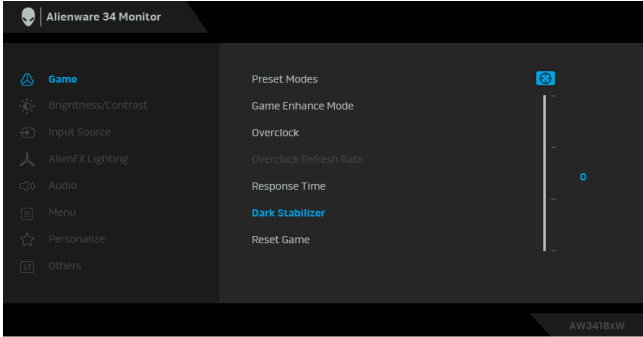 Alienware 34 Monitor
Game
Brightness/Contrast
Input Source
AlienFX Lighting
Audio
Menu
Personalize
Others
Preset Modes
Game Enhance Mode
Overclock
Overclock Refresh Rate
Response Time
Dark Stabilizer
Reset Game
0
AW3418xW